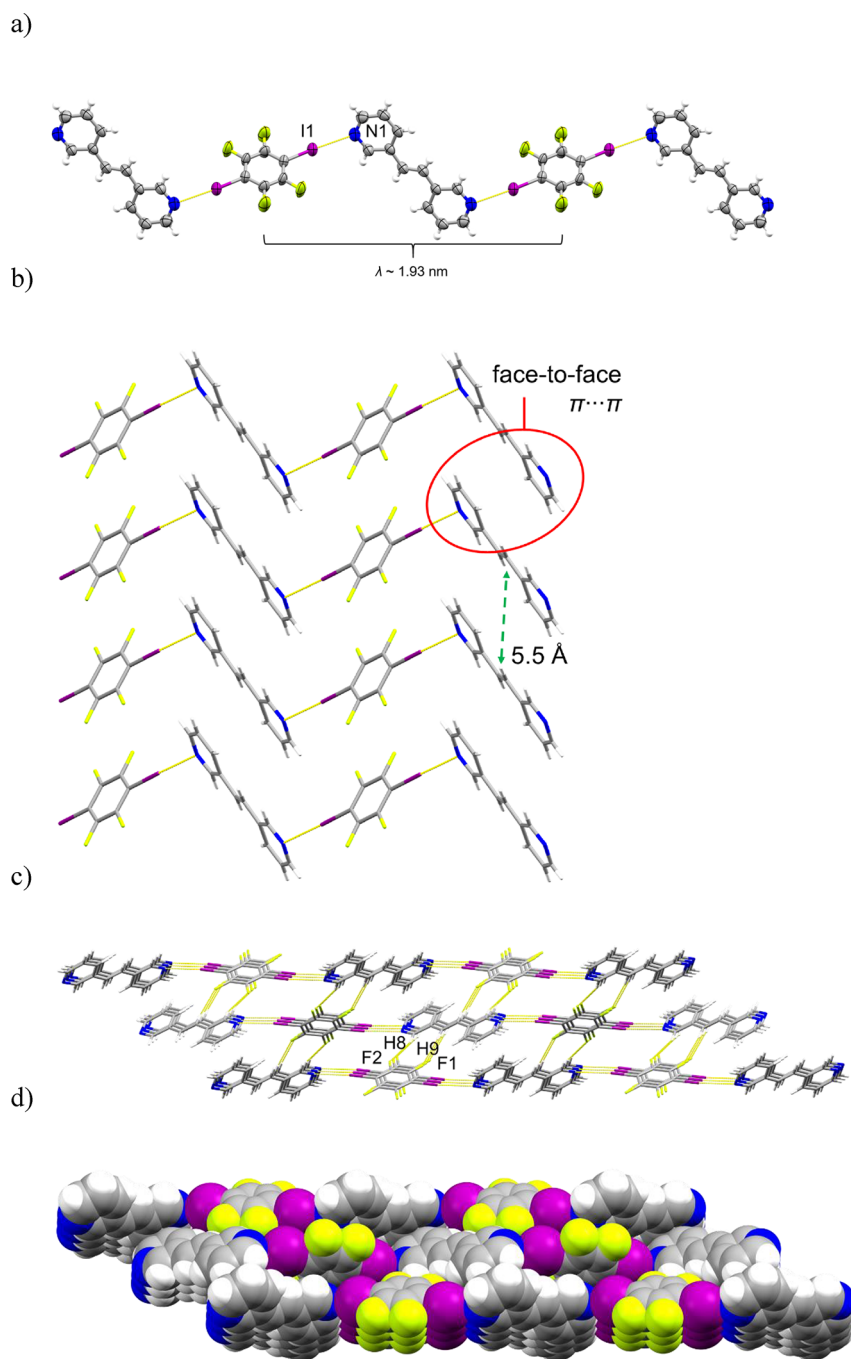 a)
I1
N1
λ ~ 1.93 nm
b)
face-to-face
π···π
5.5 Å
c)
H8
F2
H9
F1
d)